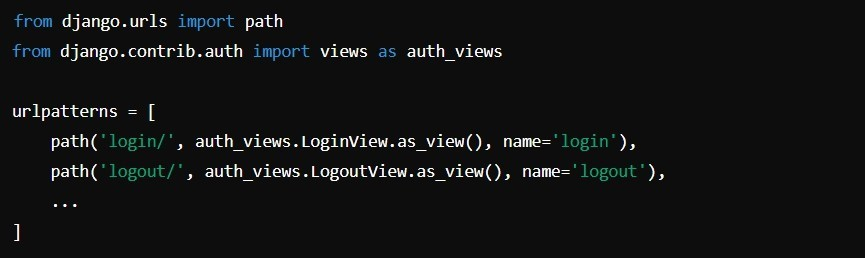 from django.urls import path
from django.contrib.auth import views as auth_views
urlpatterns = [
path('login/', auth_views.LoginView.as_view(), name='login'),
path('logout/', auth_views.LogoutView.as_view(), name='logout'),
...
]